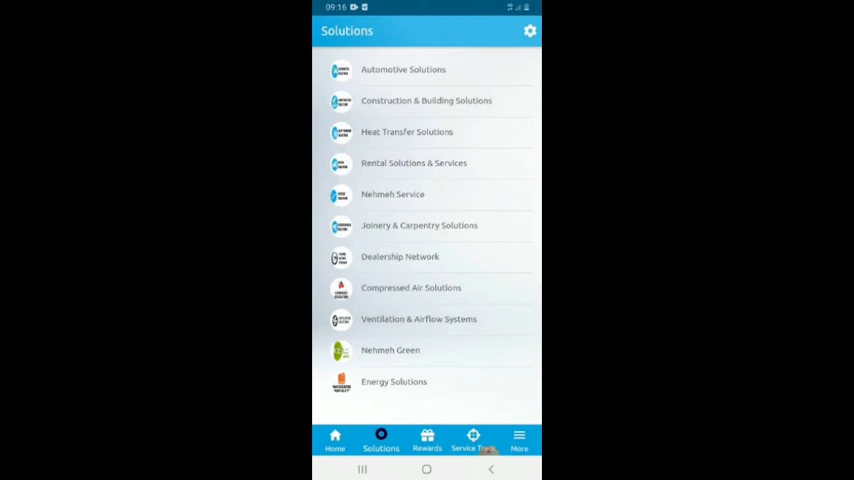 09:16
Solutions
Automotive Solutions
Construction & Building Solutions
Heat Transfer Solutions
Rental Solutions & Services
Nehmeh Service
Joinery & Carpentry Solutions
Dealership Network
Compressed Air Solutions
Ventilation & Airflow Systems
Nehmeh Green
Energy Solutions
Home
Solutions
Rewards
Service
More